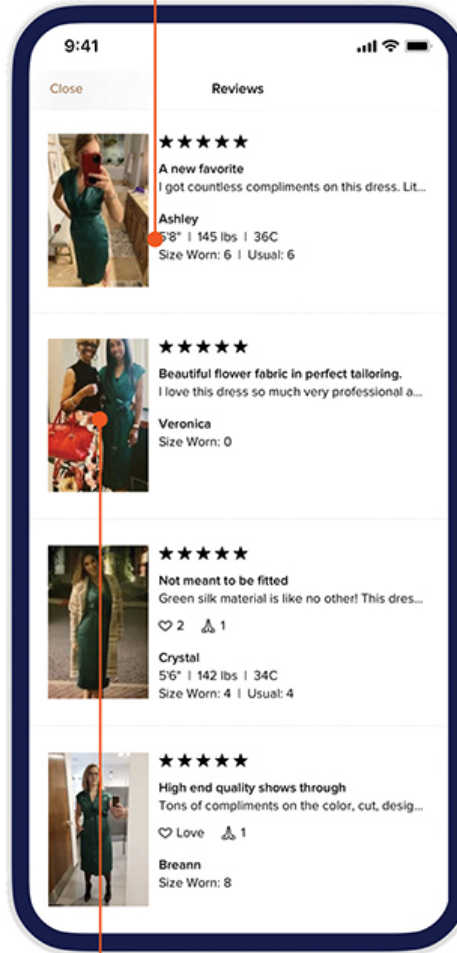 9:41
Close
Reviews
A new favorite
I got countless compliments on this dress. Lit...
Ashley
5'8" | 145 lbs | 36C
Size Worn: 6 | Usual: 6
Beautiful flower fabric in perfect tailoring.
I love this dress so much very professional a...
Veronica
Size Worn: 0
Not meant to be fitted
Green silk material is like no other! This dres...
2 1
Crystal
5'6" | 142 lbs | 34C
Size Worn: 4 | Usual: 4
High end quality shows through
Tons of compliments on the color, cut, desig...
Love 1
Breann
Size Worn: 8